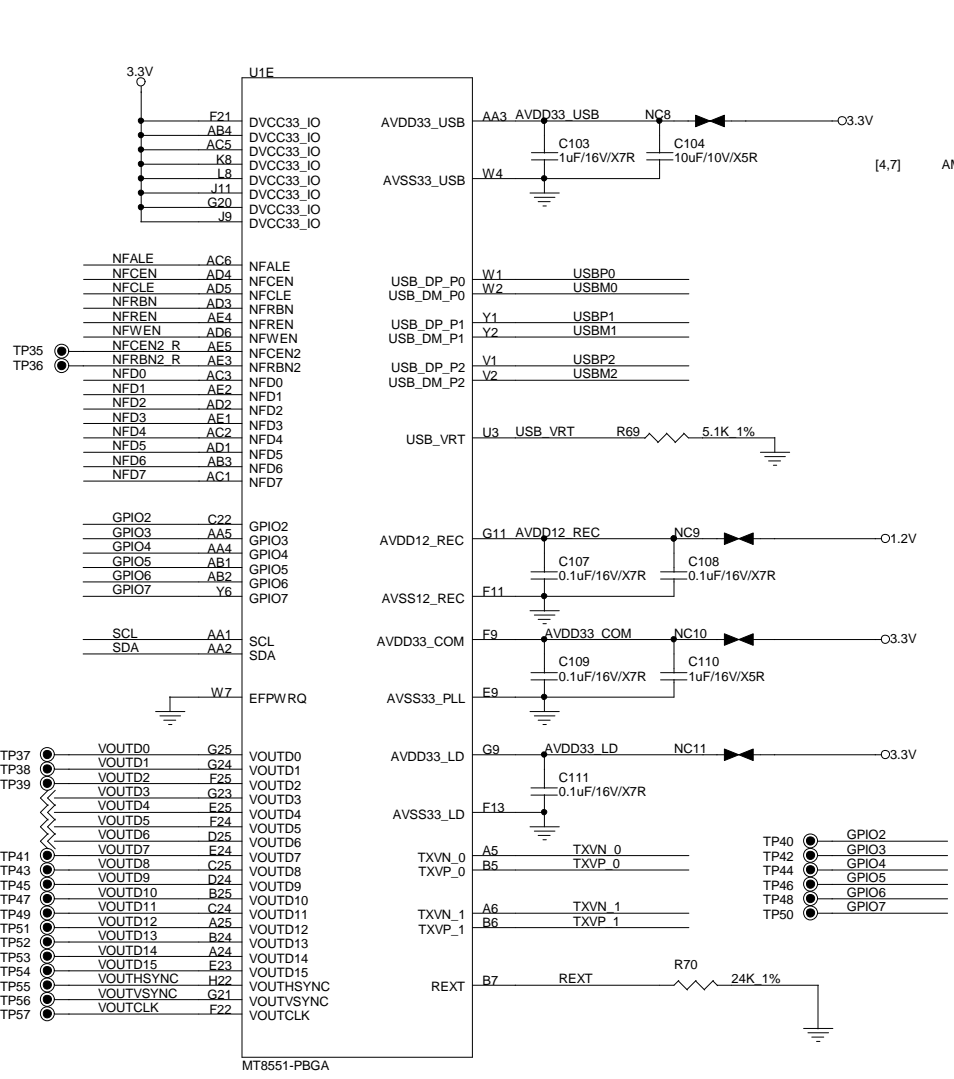 3.3V
U1E
F21 DVCC33_IO
AB4 DVCC33_IO
AC5 DVCC33_IO
K8 DVCC33_IO
L8 DVCC33_IO
J11 DVCC33_IO
G20 DVCC33_IO
J9 DVCC33_IO
NFALE AC6 NFALE
NFCEN AD4 NFCEN
NFCLE AD5 NFCLE
NFRBN AD3 NFRBN
NFREN AE4 NFREN
NFWEN AD6 NFWEN
TP35 NFCEN2_R AE5 NFCEN2
TP36 NFRBN2_R AE3 NFRBN2
NFD0 AC3 NFD0
NFD1 AE2 NFD1
NFD2 AD2 NFD2
NFD3 AE1 NFD3
NFD4 AC2 NFD4
NFD5 AD1 NFD5
NFD6 AB3 NFD6
NFD7 AC1 NFD7
GPIO2 C22 GPIO2
GPIO3 AA5 GPIO3
GPIO4 AA4 GPIO4
GPIO5 AB1 GPIO5
GPIO6 AB2 GPIO6
GPIO7 Y6 GPIO7
SCL AA1 SCL
SDA AA2 SDA
W7 EFPWRQ
TP37 VOUTD0 G25 VOUTD0
TP38 VOUTD1 G24 VOUTD1
TP39 VOUTD2 F25 VOUTD2
VOUTD3 G23 VOUTD3
VOUTD4 E25 VOUTD4
VOUTD5 F24 VOUTD5
VOUTD6 D25 VOUTD6
TP41 VOUTD7 E24 VOUTD7
TP43 VOUTD8 C25 VOUTD8
TP45 VOUTD9 D24 VOUTD9
TP47 VOUTD10 B25 VOUTD10
TP49 VOUTD11 C24 VOUTD11
TP51 VOUTD12 A25 VOUTD12
TP52 VOUTD13 B24 VOUTD13
TP53 VOUTD14 A24 VOUTD14
TP54 VOUTD15 E23 VOUTD15
TP55 VOUTHSYNC H22 VOUTHSYNC
TP56 VOUTVSYNC G21 VOUTVSYNC
TP57 VOUTCLK F22 VOUTCLK
MT8551-PBGA
AVDD33_USB AA3 AVDD33_USB NC8 3.3V
C103
1uF/16V/X7R
C104
10uF/10V/X5R
AVSS33_USB W4
[4,7]
USB_DP_P0 W1 USBP0
USB_DM_P0 W2 USBM0
USB_DP_P1 Y1 USBP1
USB_DM_P1 Y2 USBM1
USB_DP_P2 V1 USBP2
USB_DM_P2 V2 USBM2
USB_VRT U3 USB_VRT R69 5.1K_1%
AVDD12_REC G11 AVDD12_REC NC9 1.2V
C107
0.1uF/16V/X7R
C108
0.1uF/16V/X7R
AVSS12_REC F11
AVDD33_COM F9 AVDD33_COM NC10 3.3V
C109
0.1uF/16V/X7R
C110
1uF/16V/X5R
AVSS33_PLL E9
AVDD33_LD G9 AVDD33_LD NC11 3.3V
C111
0.1uF/16V/X7R
AVSS33_LD F13
TXVN_0 A5 TXVN_0
TXVP_0 B5 TXVP_0
TXVN_1 A6 TXVN_1
TXVP_1 B6 TXVP_1
REXT B7 REXT R70 24K_1%
TP40 GPIO2
TP42 GPIO3
TP44 GPIO4
TP46 GPIO5
TP48 GPIO6
TP50 GPIO7